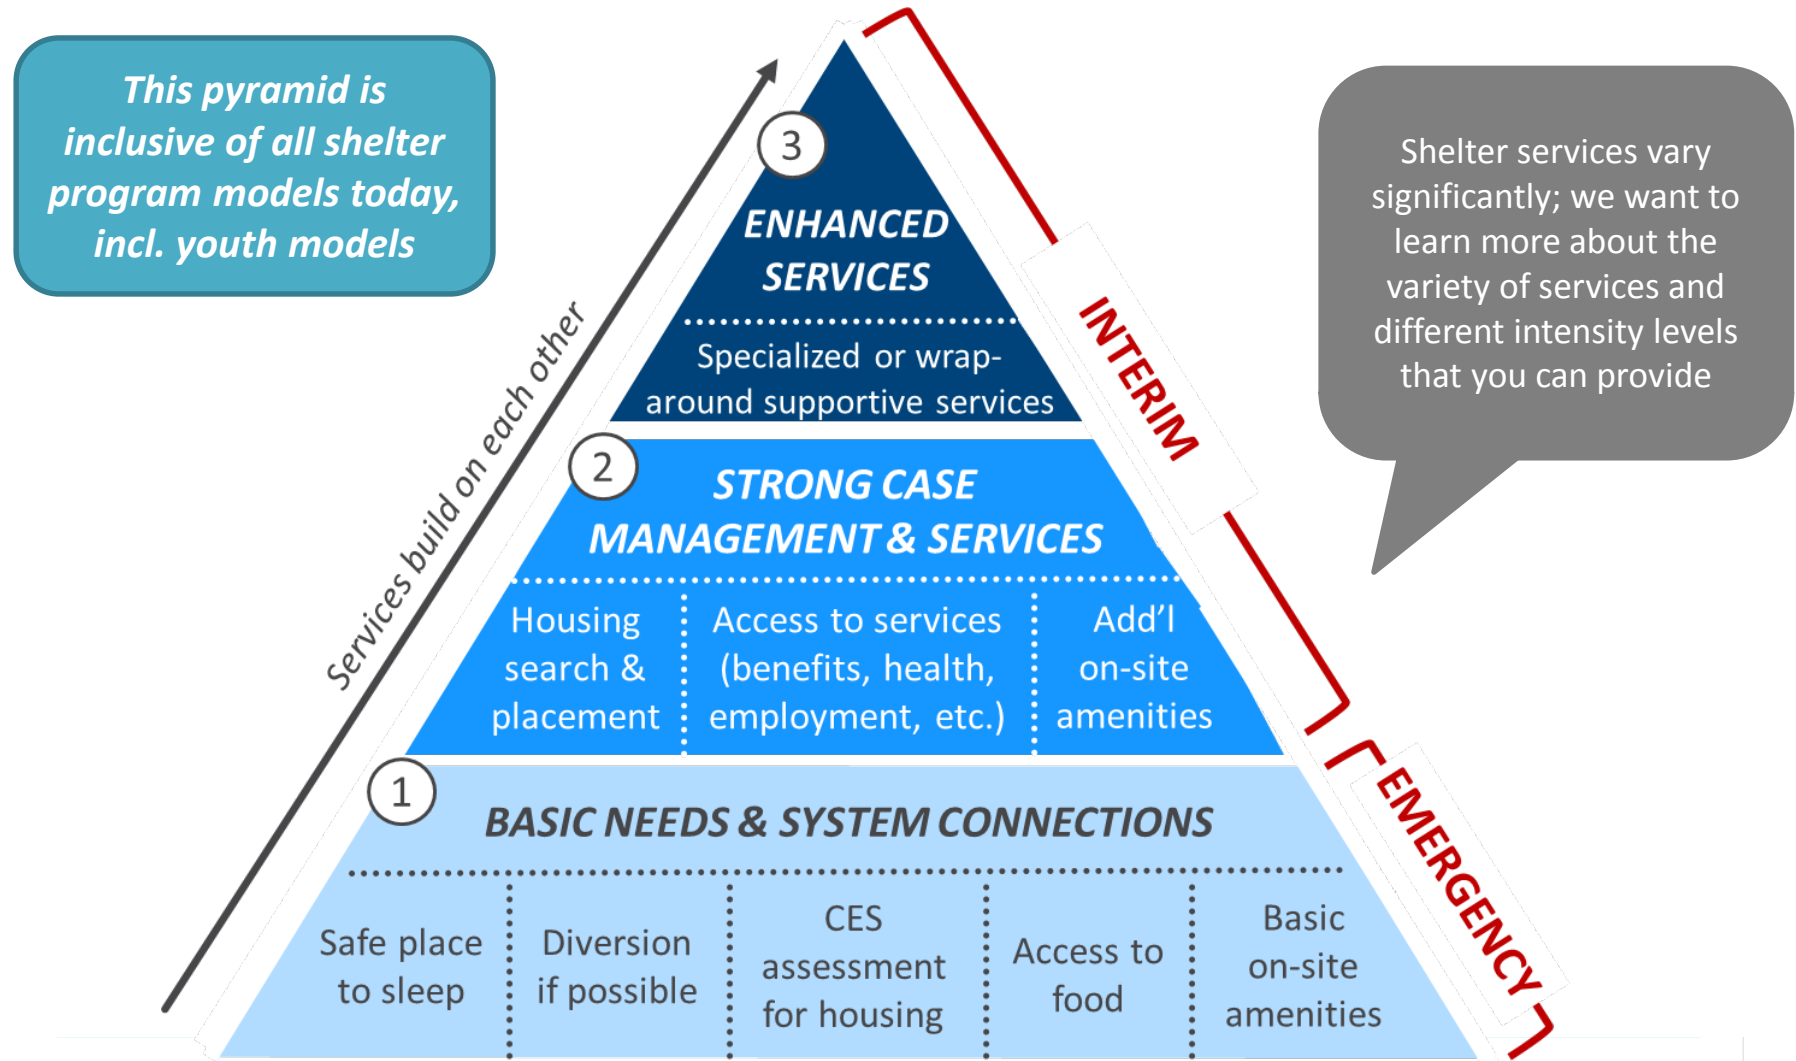 This pyramid is
inclusive of all shelter
program models today,
incl. youth models
Shelter services vary
significantly; we want to
learn more about the
variety of services and
different intensity levels
that you can provide
Services build on each other
3
ENHANCED
SERVICES
Specialized or wrap-
around supportive services
INTERIM
2
STRONG CASE
MANAGEMENT & SERVICES
Housing
search &
placement
Access to services
(benefits, health,
employment, etc.)
Add'l
on-site
amenities
1
BASIC NEEDS & SYSTEM CONNECTIONS
EMERGENCY
Safe place
to sleep
Diversion
if possible
CES
assessment
for housing
Access to
food
Basic
on-site
amenities